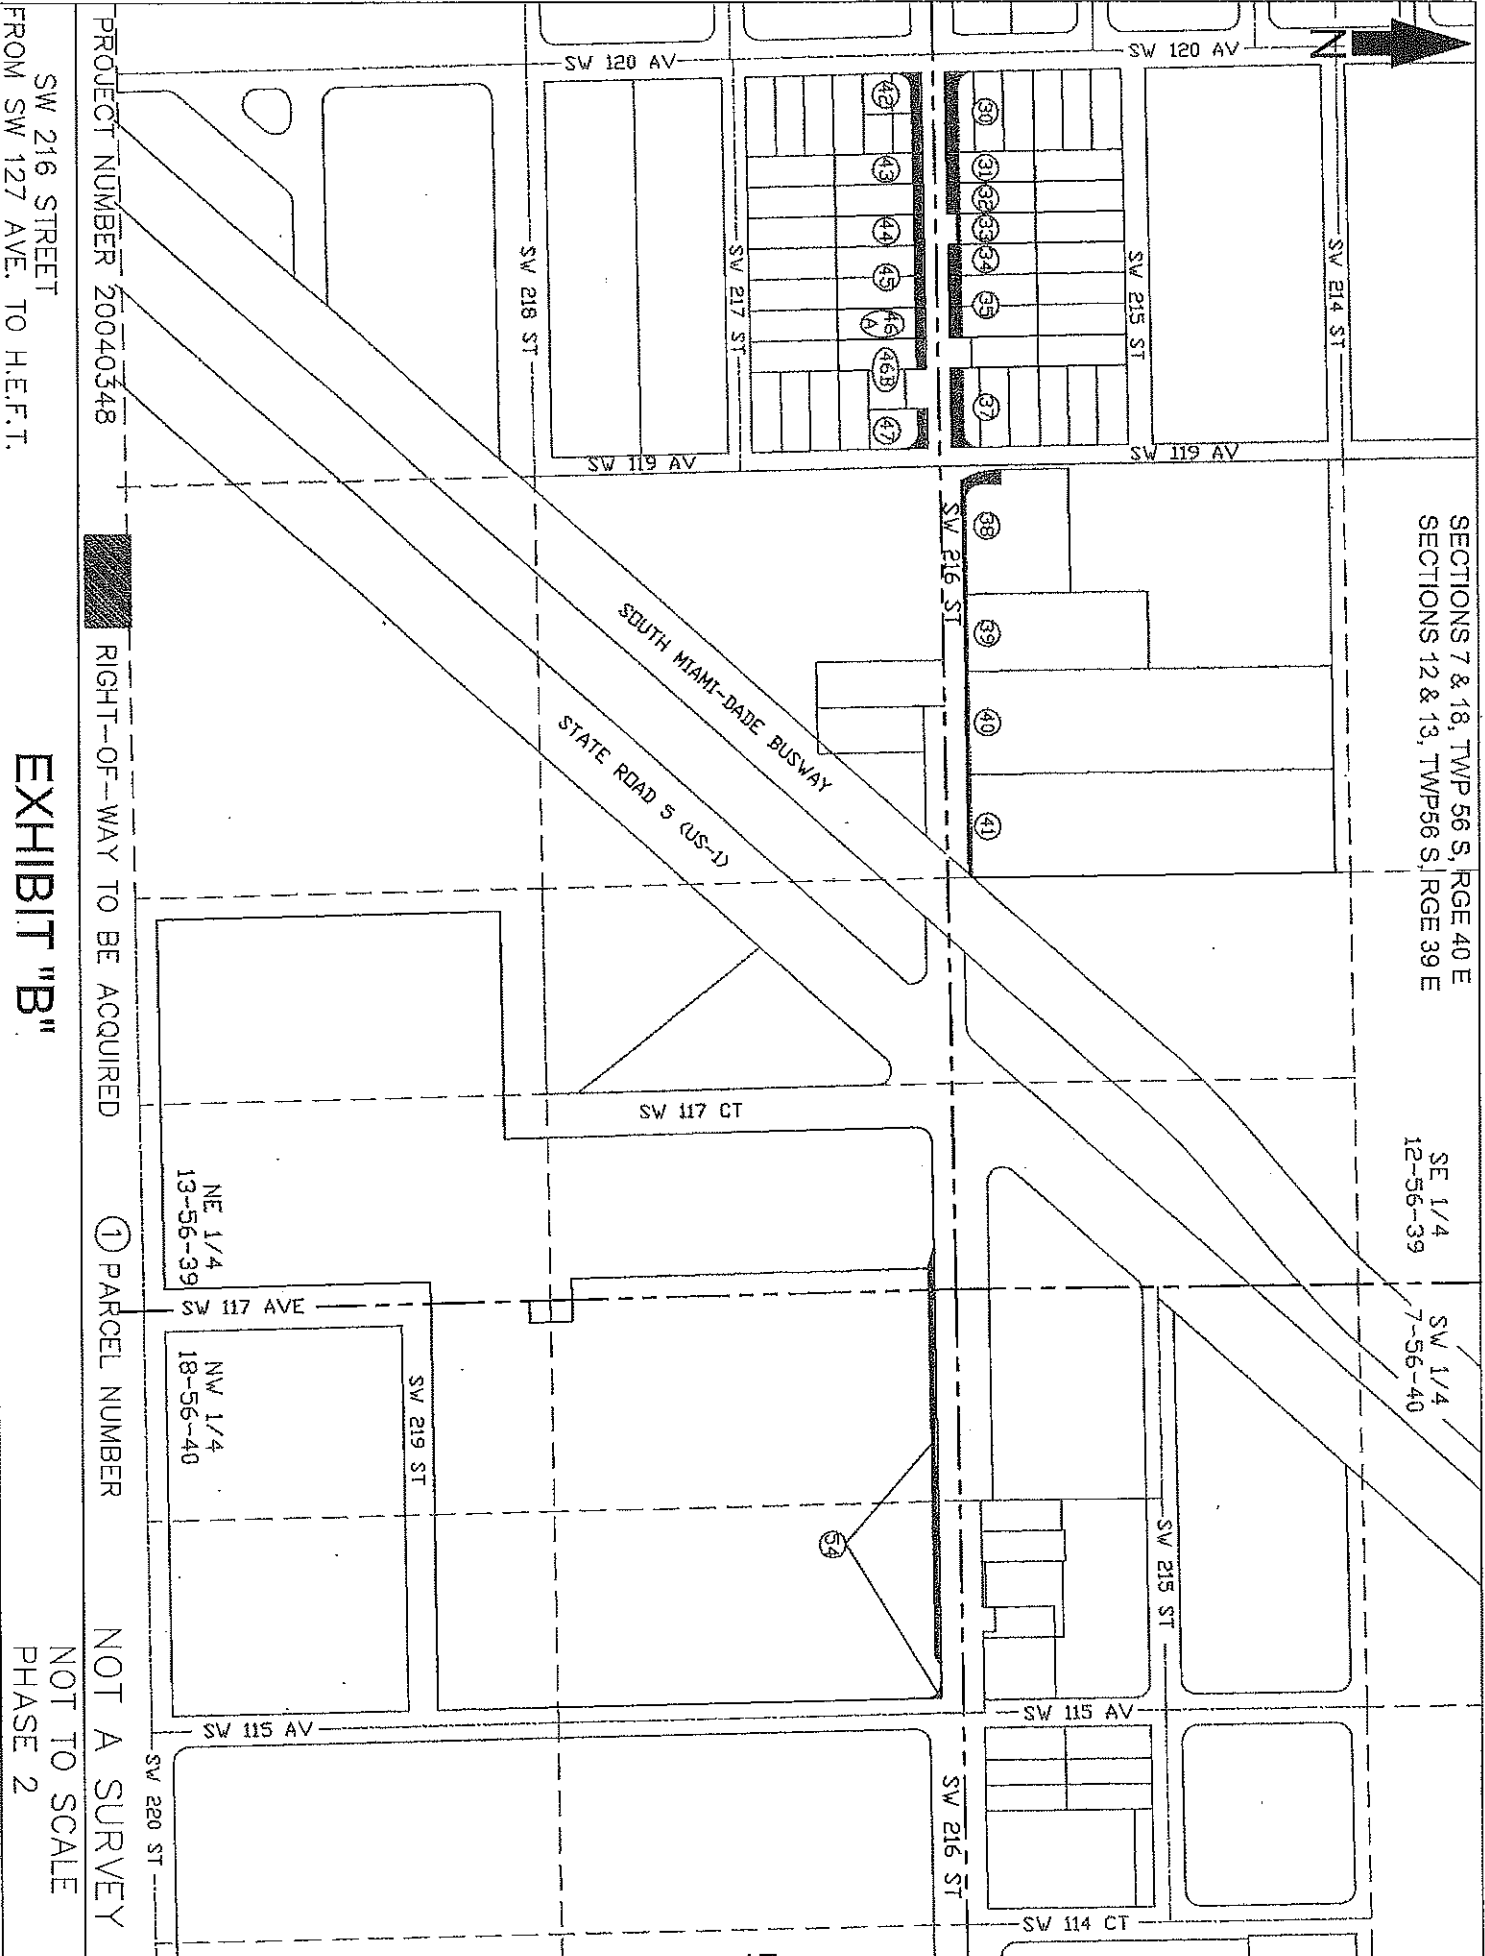 N
SECTIONS 7 & 18, TWP 56 S, RGE 40 E
SECTIONS 12 & 13, TWP56 S, RGE 39 E
SE 1/4
12-56-39
SW 1/4
7-56-40
SW 214 ST
SW 120 AV
SW 215 ST
SW 119 AV
SW 215 ST
SW 115 AV
SW 114 CT
30
31
32
33
34
35
37
38
39
40
41
SW 216 ST
SW 216 ST
42
43
44
45
46
A
46B
47
54
SW 120 AV
SW 217 ST
SW 119 AV
SW 218 ST
SOUTH MIAMI-DADE BUSWAY
STATE ROAD 5 (US-1)
SW 117 CT
SW 219 ST
NE 1/4
13-56-39
SW 117 AVE
NW 1/4
18-56-40
SW 115 AV
SW 220 ST
PROJECT NUMBER 20040348
RIGHT-OF-WAY TO BE ACQUIRED
1 PARCEL NUMBER
NOT A SURVEY
SW 216 STREET
FROM SW 127 AVE. TO H.E.F.T.
EXHIBIT "B"
NOT TO SCALE
PHASE 2